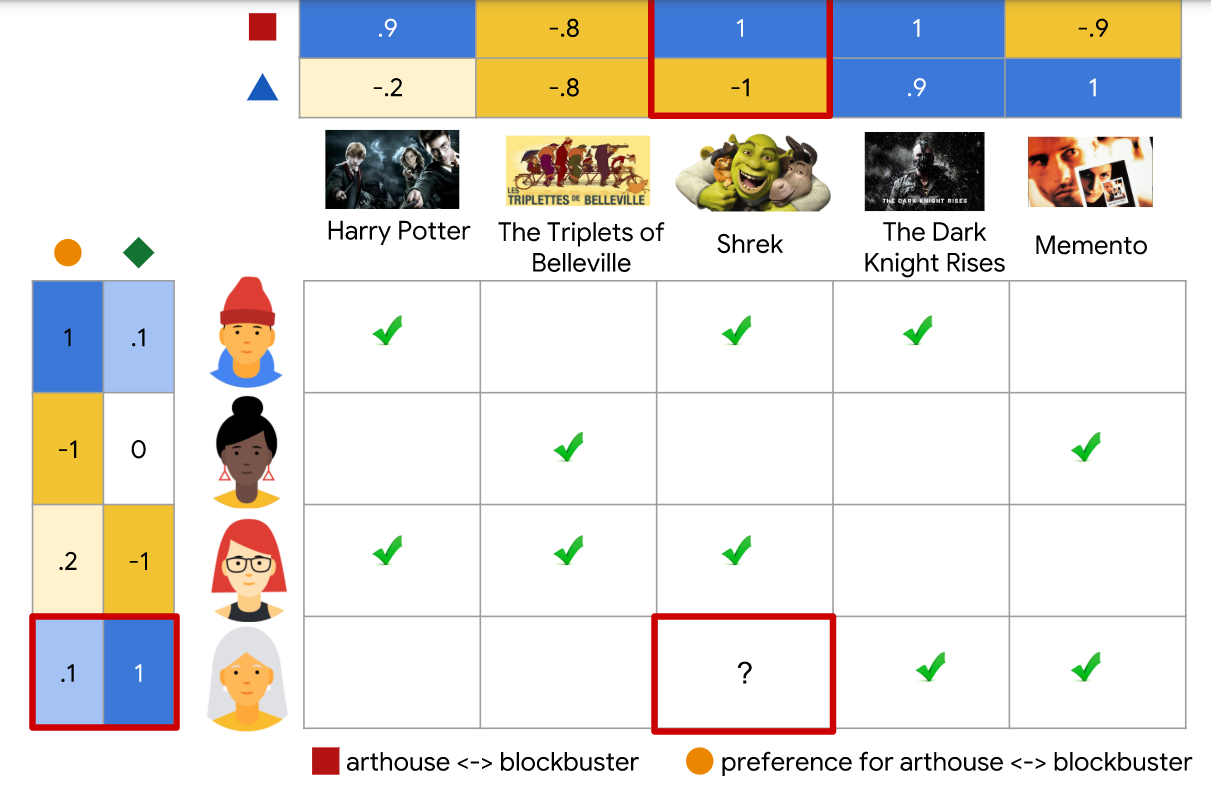 .9 -.8 1 1 -.9
-.2 -.8 -1 .9 1
LES
TRIPLETTES DE BELLEVILLE
THE DARK KNIGHT RISES
Harry Potter
The Triplets of
Belleville
Shrek
The Dark
Knight Rises
Memento
1 .1
-1 0
.2 -1
.1 1 ?
arthouse <-> blockbuster
preference for arthouse <-> blockbuster